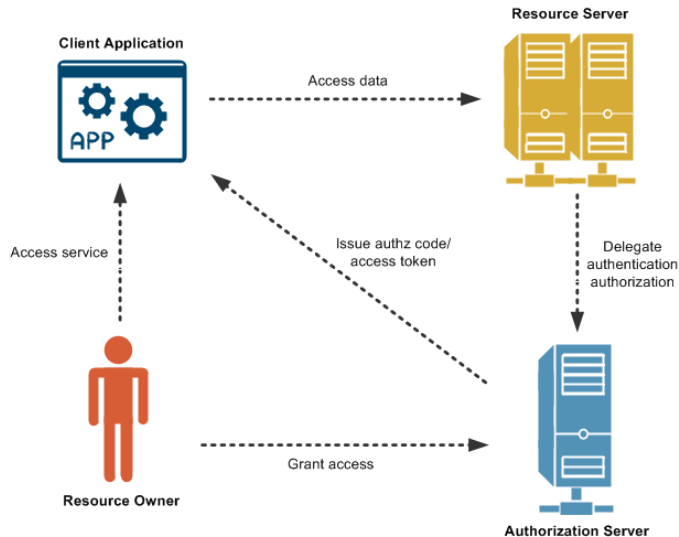 Resource Server
Client Application
Access data
APP
Issue authz code/
access token
Access service
Delegate
authentication
authorization
Grant access
Resource Owner
Authorization Server